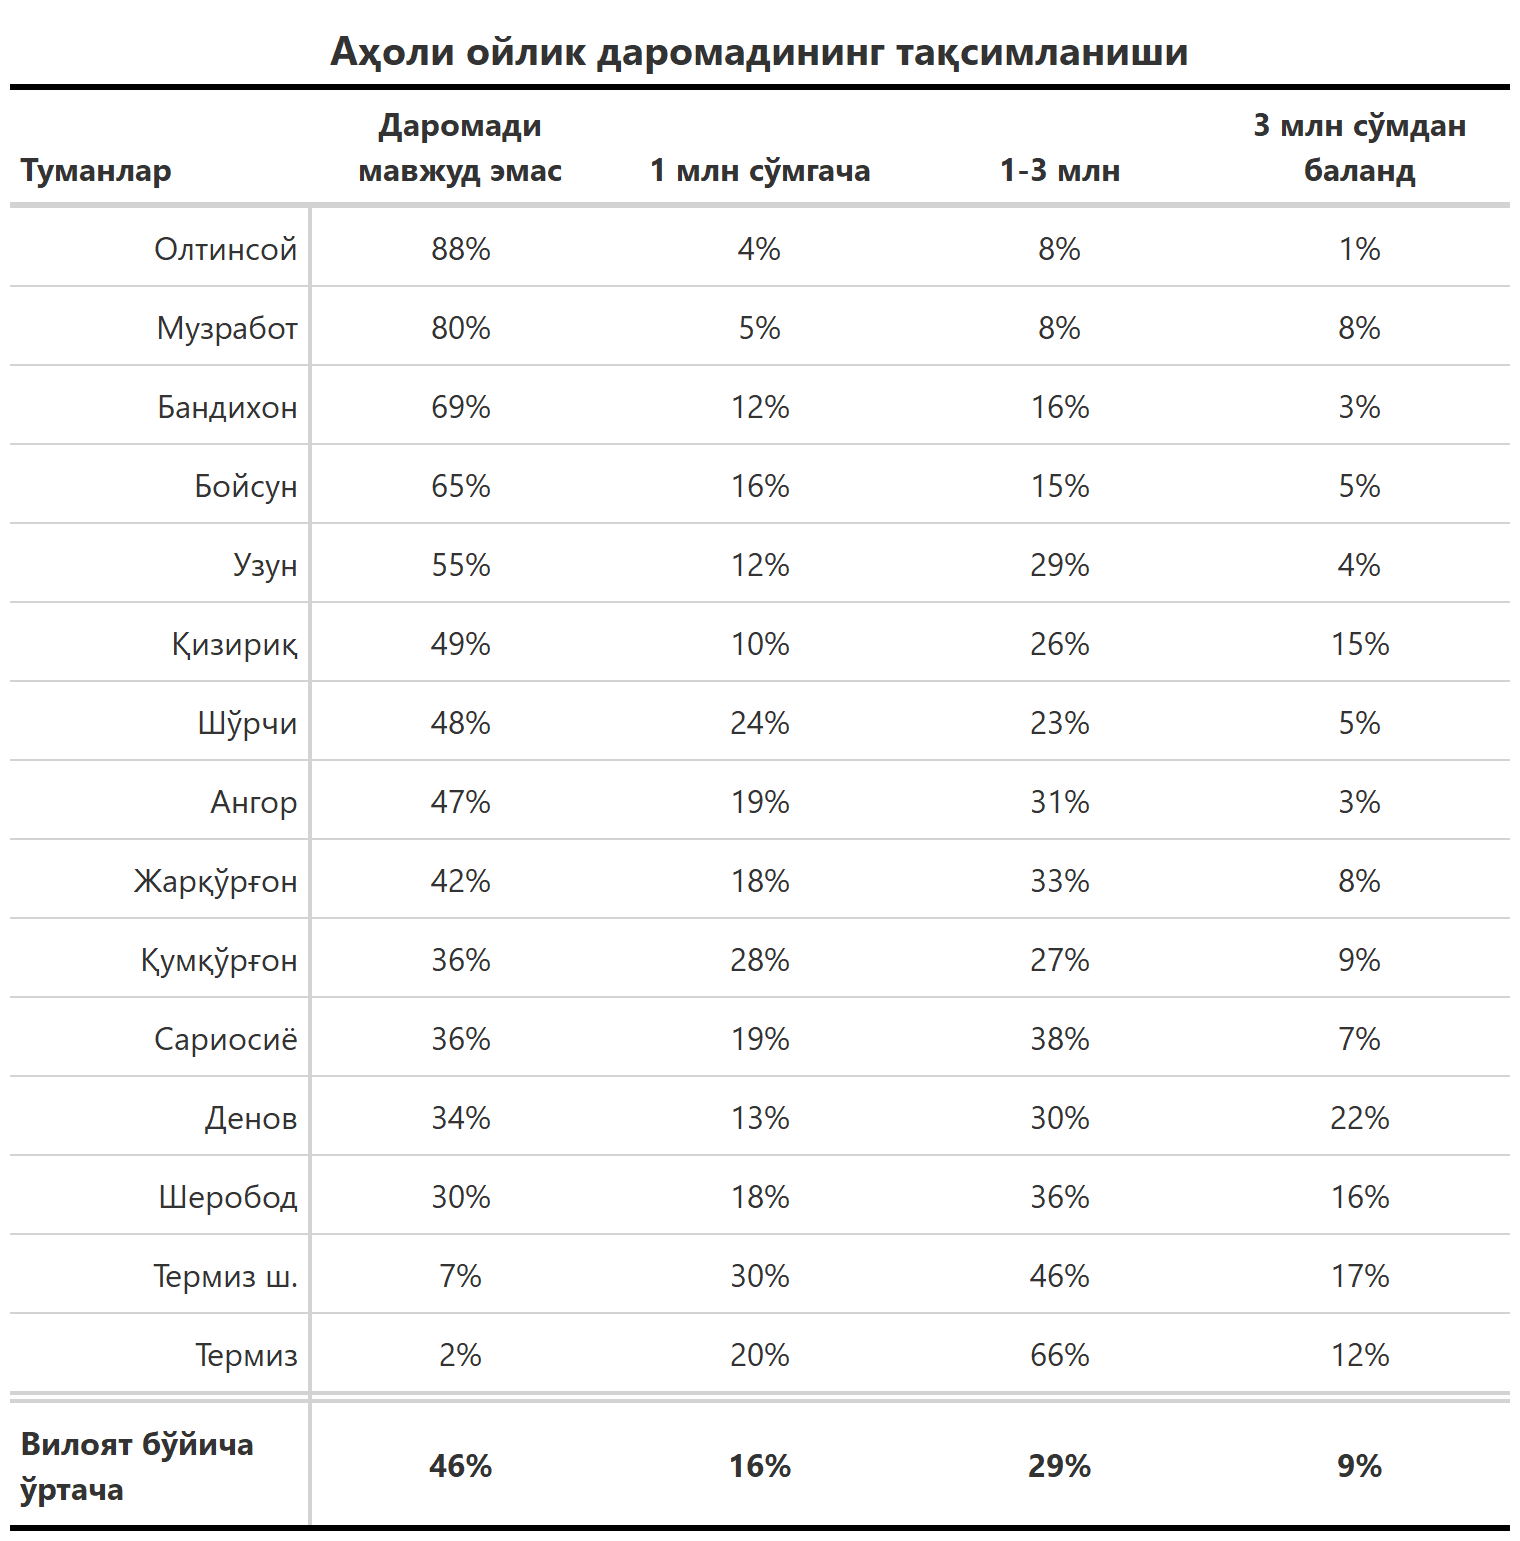 Аҳоли ойлик даромадининг тақсимланиши
Даромади 3 млн сўмдан
Туманлар мавжуд эмас 1 млн сўмгача 1-3 млн баланд
Олтинсой 88% 4% 8% 1%
Музработ 80% 5% 8% 8%
Бандихон 69% 12% 16% 3%
Бойсун 65% 16% 15% 5%
Узун 55% 12% 29% 4%
Қизириқ 49% 10% 26% 15%
Шўрчи 48% 24% 23% 5%
Ангор 47% 19% 31% 3%
Жарқўрғон 42% 18% 33% 8%
Қумқўрғон 36% 28% 27% 9%
Сариосиё 36% 19% 38% 7%
Денов 34% 13% 30% 22%
Шеробод 30% 18% 36% 16%
Термиз ш. 7% 30% 46% 17%
Термиз 2% 20% 66% 12%
Вилоят бўйича
ўртача 46% 16% 29% 9%